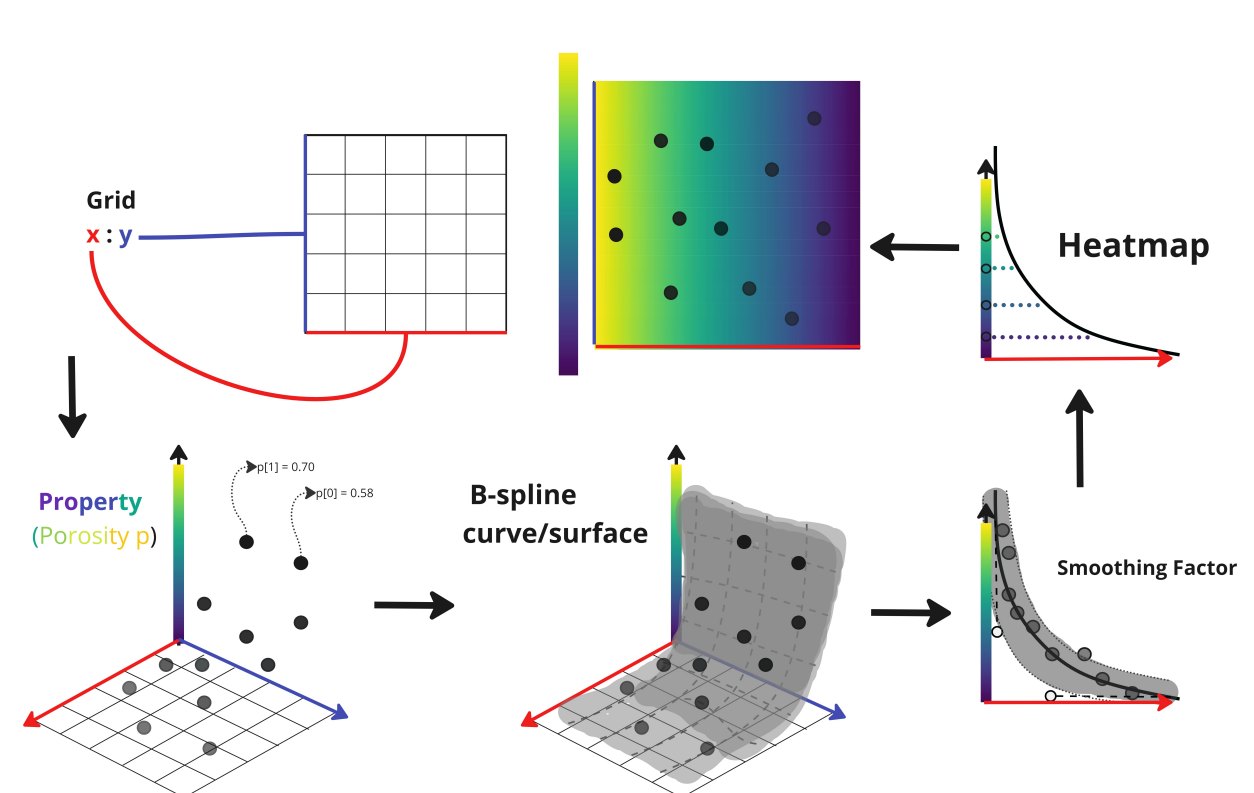 Grid
x : y
Property
(Porosity p)
p[1] = 0.70
p[0] = 0.58
B-spline
curve/surface
Smoothing Factor
Heatmap